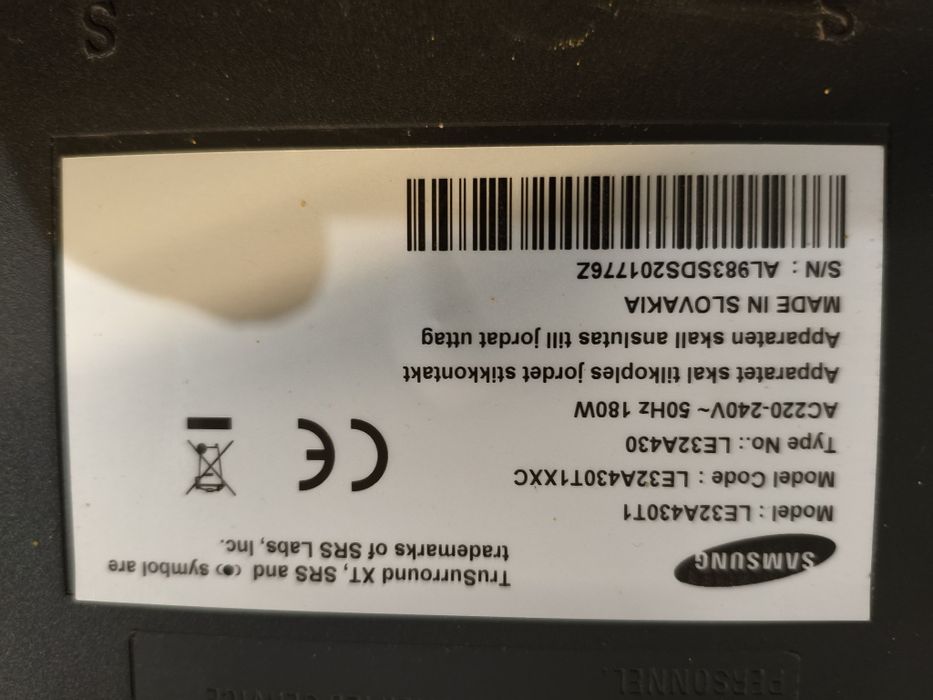 SAMSUNG
TruSurround XT, SRS and symbol are
trademarks of SRS Labs, Inc.
Model : LE32A430T1
Model Code : LE32A430T1XXC
Type No.: LE32A430
AC220-240V~ 50Hz 180W
Apparatet skal tilkoples jordet stikkontakt
Apparaten skall anslutas till jordat uttag
MADE IN SLOVAKIA
S/N : AL983SDS201776Z
PERSONNEL.
S
S